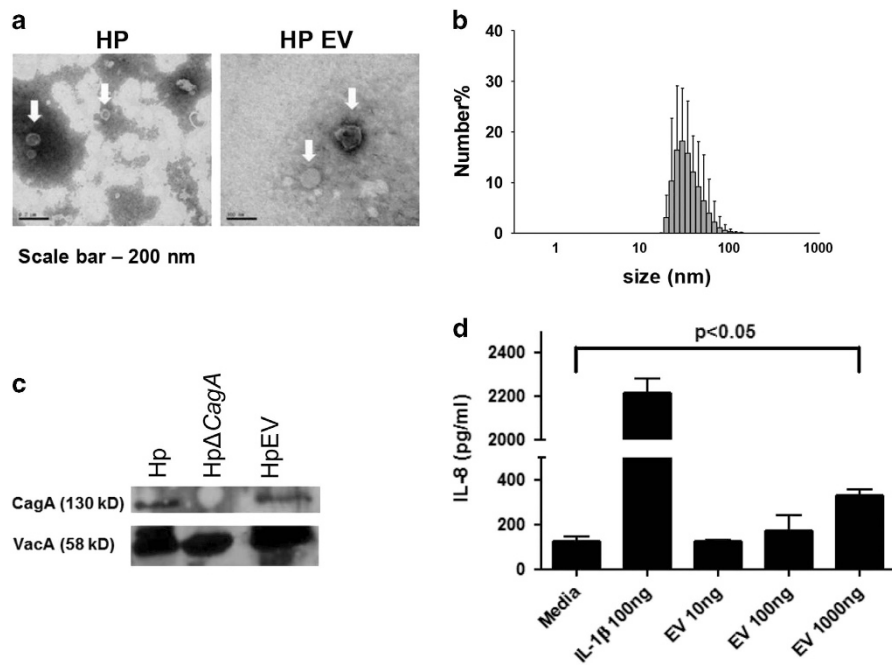 a
HP
HP EV
Scale bar – 200 nm
b
Number%
40
30
20
10
0
1
10
100
1000
size (nm)
c
Hp
HpΔCagA
HpEV
CagA (130 kD)
VacA (58 kD)
d
p<0.05
IL-8 (pg/ml)
2400
2200
2000
400
200
0
Media
IL-1β 100ng
EV 10ng
EV 100ng
EV 1000ng